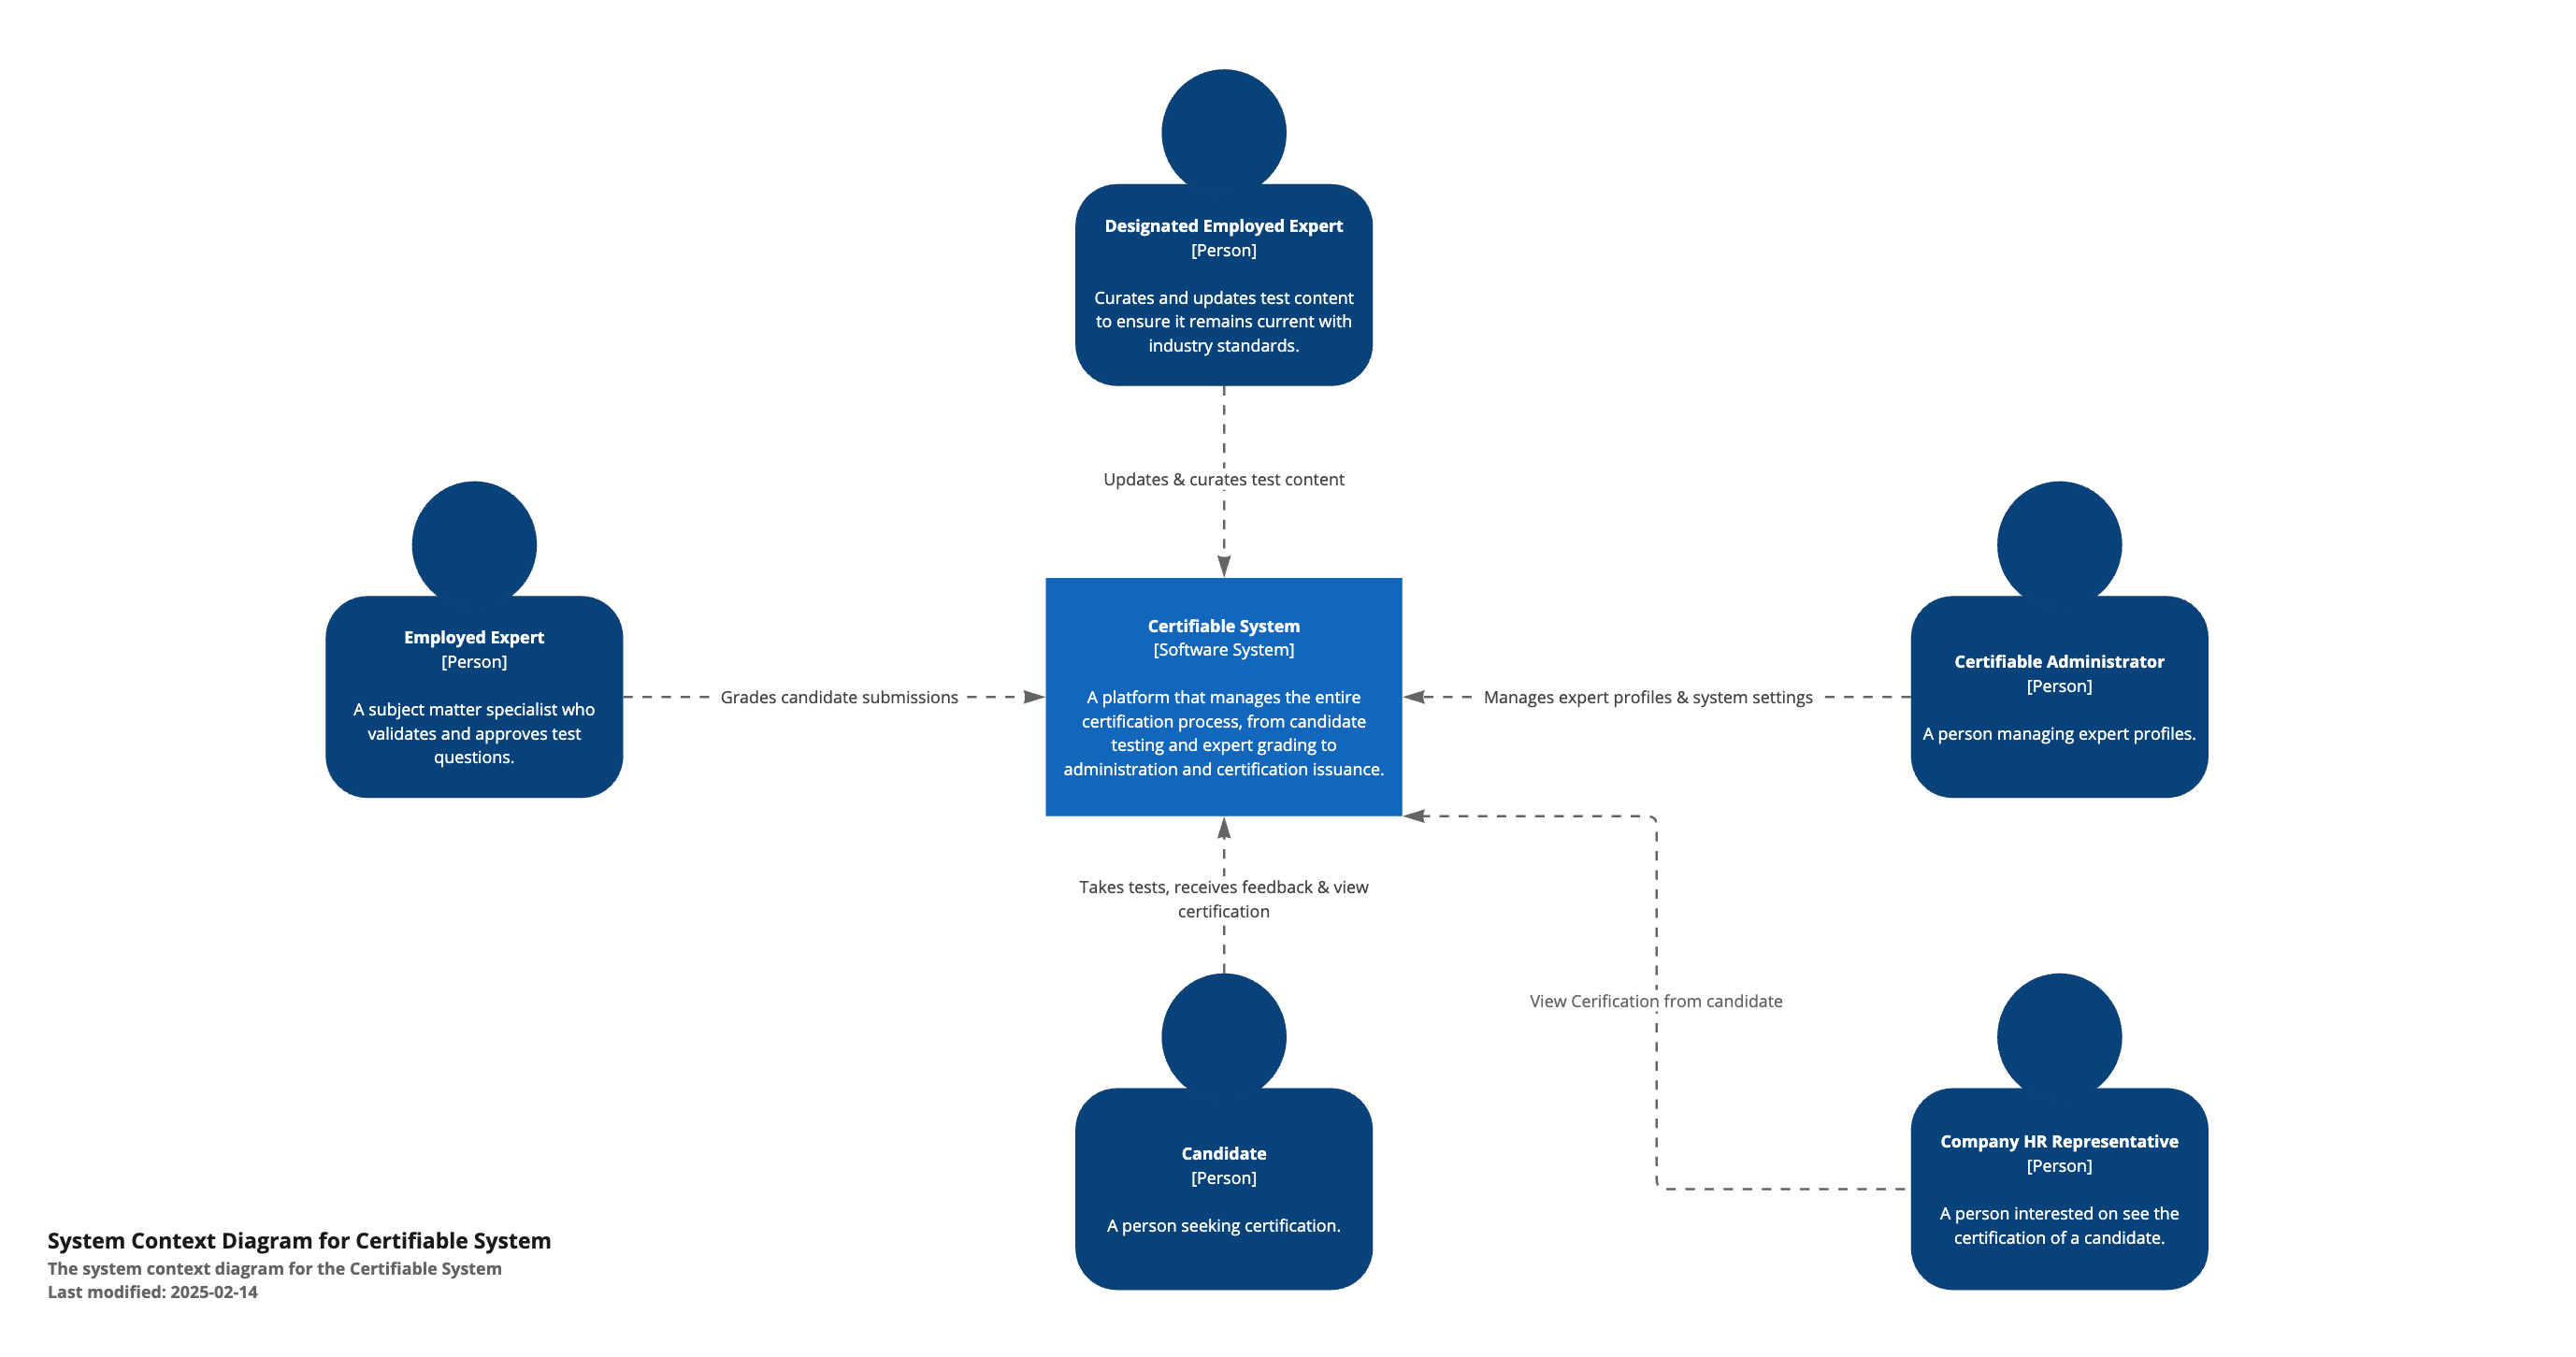 Designated Employed Expert
[Person]
Curates and updates test content
to ensure it remains current with
industry standards.
Updates & curates test content
Employed Expert
[Person]
A subject matter specialist who
validates and approves test
questions.
Grades candidate submissions
Certifiable System
[Software System]
A platform that manages the entire
certification process, from candidate
testing and expert grading to
administration and certification issuance.
Manages expert profiles & system settings
Certifiable Administrator
[Person]
A person managing expert profiles.
Takes tests, receives feedback & view
certification
View Cerification from candidate
Candidate
[Person]
A person seeking certification.
Company HR Representative
[Person]
A person interested on see the
certification of a candidate.
System Context Diagram for Certifiable System
The system context diagram for the Certifiable System
Last modified: 2025-02-14